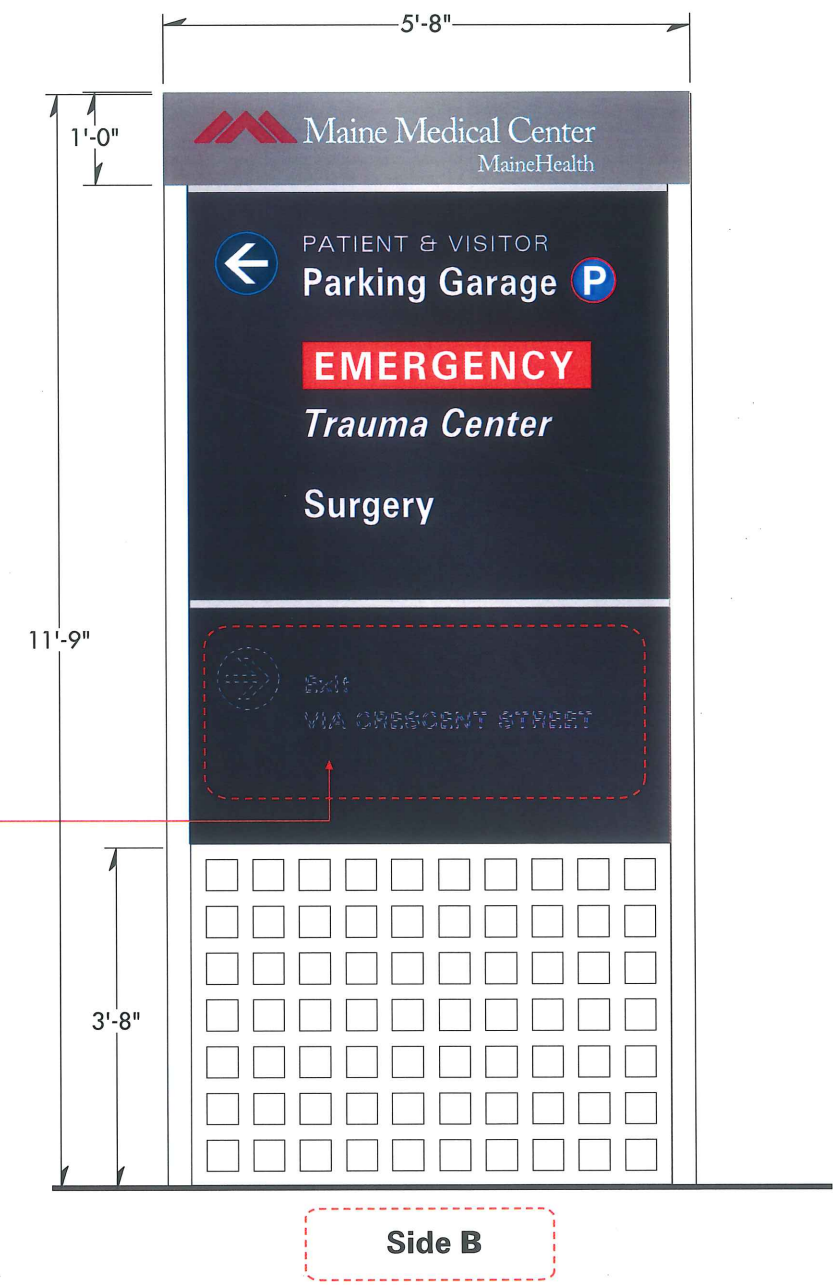 5'-8"
1'-0"
Maine Medical Center
MaineHealth
PATIENT & VISITOR
Parking Garage P
EMERGENCY
Trauma Center
Surgery
11'-9"
Exit
VIA CRESCENT STREET
3'-8"
Side B